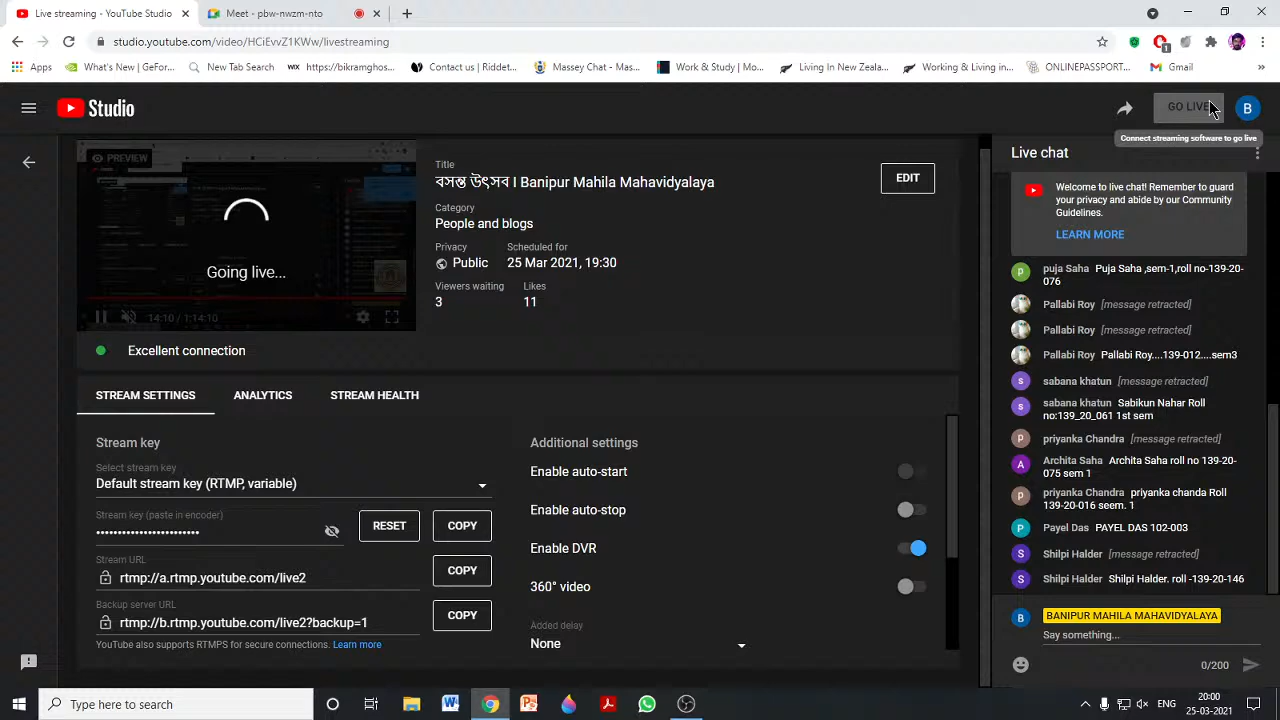 Live streaming - YouTube Studio
Meet - pbw-nwzm-nto
studio.youtube.com/video/HCiEvvZ1KWw/livestreaming
Apps
What's New | GeFor...
New Tab Search
WIX
https://bikramghos...
Contact us | Riddet...
Massey Chat - Mas...
Work & Study | Mo...
Living In New Zeala...
Working & Living in...
ONLINEPASSPORT...
Gmail
»
Studio
GO LIVE
B
Connect streaming software to go live
PREVIEW
Going live...
14:10 / 1:14:10
Excellent connection
Title
বসন্ত উৎসব I Banipur Mahila Mahavidyalaya
EDIT
Category
People and blogs
Privacy
Scheduled for
Public
25 Mar 2021, 19:30
Viewers waiting
Likes
3
11
STREAM SETTINGS
ANALYTICS
STREAM HEALTH
Stream key
Select stream key
Default stream key (RTMP, variable)
Stream key (paste in encoder)
••••••••••••••••••••••••
RESET
COPY
Stream URL
rtmp://a.rtmp.youtube.com/live2
COPY
Backup server URL
rtmp://b.rtmp.youtube.com/live2?backup=1
COPY
YouTube also supports RTMPS for secure connections. Learn more
Additional settings
Enable auto-start
Enable auto-stop
Enable DVR
360° video
Added delay
None
Live chat
Welcome to live chat! Remember to guard
your privacy and abide by our Community
Guidelines.
LEARN MORE
p puja Saha Puja Saha ,sem-1,roll no-139-20-
076
Pallabi Roy [message retracted]
Pallabi Roy [message retracted]
Pallabi Roy Pallabi Roy....139-012....sem3
s sabana khatun [message retracted]
s sabana khatun Sabikun Nahar Roll
no:139_20_061 1st sem
p priyanka Chandra [message retracted]
A Archita Saha Archita Saha roll no 139-20-
075 sem 1
p priyanka Chandra priyanka chanda Roll
139-20-016 seem. 1
P Payel Das PAYEL DAS 102-003
S Shilpi Halder [message retracted]
S Shilpi Halder Shilpi Halder. roll -139-20-146
B BANIPUR MAHILA MAHAVIDYALAYA
Say something...
0/200
Type here to search
ENG
20:00
25-03-2021